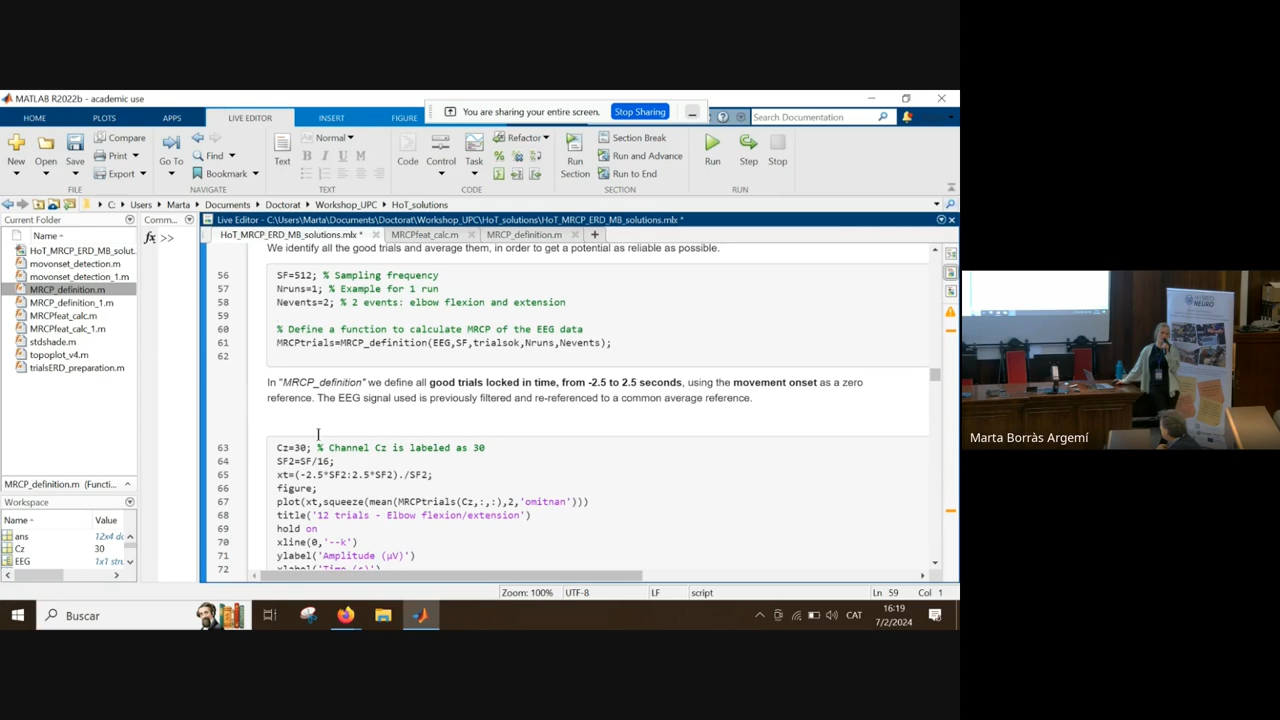 MATLAB R2022b - academic use
You are sharing your entire screen. Stop Sharing
HOME PLOTS APPS LIVE EDITOR INSERT FIGURE
Search Documentation
New Open Save Compare Print Export
FILE
Go To Find Bookmark
NAVIGATE
Text Normal B I U M
TEXT
Code Control Task Refactor
CODE
Run Section Section Break Run and Advance Run to End
SECTION
Run Step Stop
RUN
C: Users Marta Documents Doctorat Workshop_UPC HoT_solutions
Current Folder
Comm...
Live Editor - C:\Users\Marta\Documents\Doctorat\Workshop_UPC\HoT_solutions\HoT_MRCP_ERD_MB_solutions.mlx *
Name
HoT_MRCP_ERD_MB_solut...
movonset_detection.m
movonset_detection_1.m
MRCP_definition.m
MRCP_definition_1.m
MRCPfeat_calc.m
MRCPfeat_calc_1.m
stdshade.m
topoplot_v4.m
trialsERD_preparation.m
MRCP_definition.m (Functi...
Workspace
Name Value
ans 12x4 do
Cz 30
EEG 1x1 stru
fx >>
HoT_MRCP_ERD_MB_solutions.mlx * MRCPfeat_calc.m MRCP_definition.m
We identify all the good trials and average them, in order to get a potential as reliable as possible.
56 SF=512; % Sampling frequency
57 Nruns=1; % Example for 1 run
58 Nevents=2; % 2 events: elbow flexion and extension
59
60 % Define a function to calculate MRCP of the EEG data
61 MRCPtrials=MRCP_definition(EEG,SF,trialsok,Nruns,Nevents);
62
In "MRCP_definition" we define all good trials locked in time, from -2.5 to 2.5 seconds, using the movement onset as a zero
reference. The EEG signal used is previously filtered and re-referenced to a common average reference.
63 Cz=30; % Channel Cz is labeled as 30
64 SF2=SF/16;
65 xt=(-2.5*SF2:2.5*SF2)./SF2;
66 figure;
67 plot(xt,squeeze(mean(MRCPtrials(Cz,:,:),2,'omitnan')))
68 title('12 trials - Elbow flexion/extension')
69 hold on
70 xline(0,'--k')
71 ylabel('Amplitude (µV)')
72 xlabel('Time (s)')
Zoom: 100% UTF-8 LF script Ln 59 Col 1
Buscar
CAT
16:19
7/2/2024
NEURO
Marta Borràs Argemí